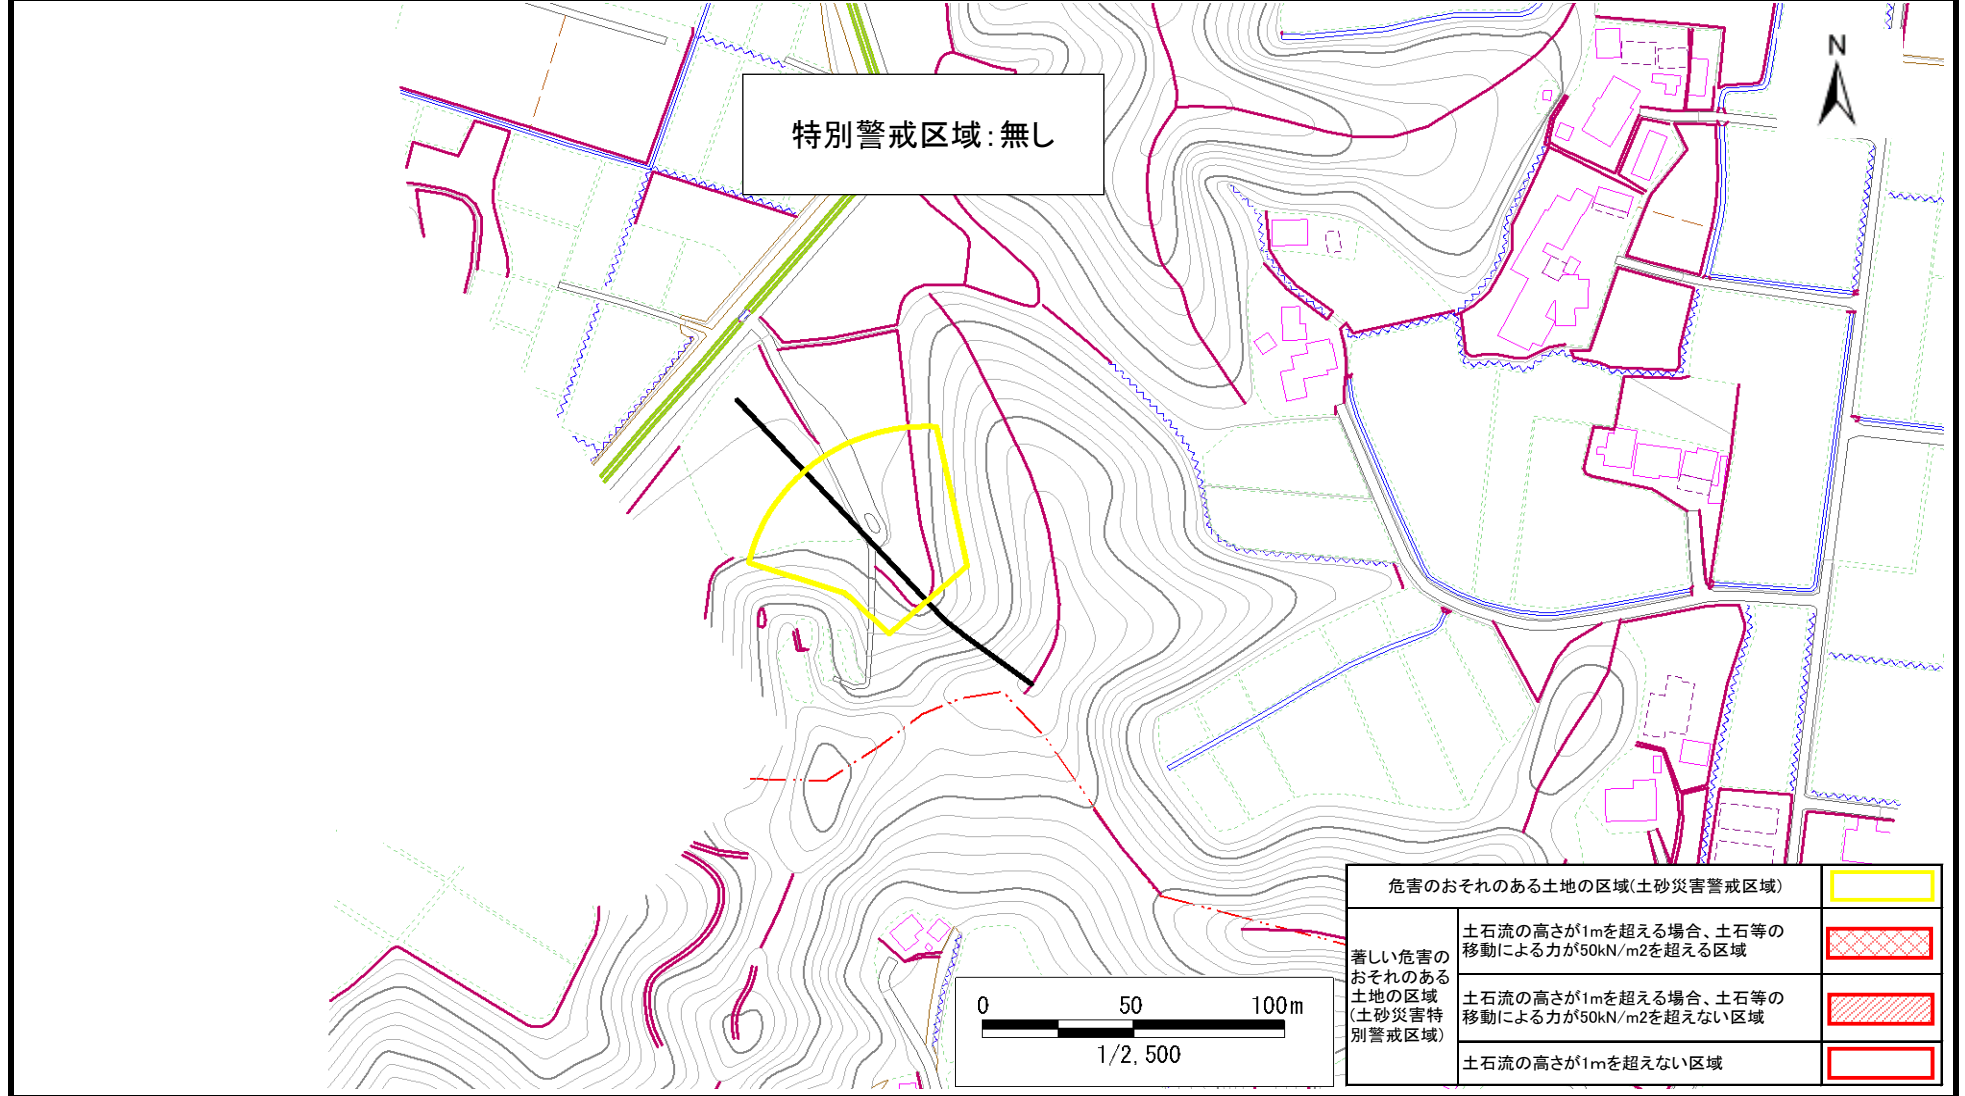 N
特別警戒区域：無し
危害のおそれのある土地の区域（土砂災害警戒区域）
著しい危害の
おそれのある
土地の区域
（土砂災害特
別警戒区域）
土石流の高さが1mを超える場合、土石等の
移動による力が50kN/m2を超える区域
土石流の高さが1mを超える場合、土石等の
移動による力が50kN/m2を超えない区域
土石流の高さが1mを超えない区域
0 50 100m
1/2,500